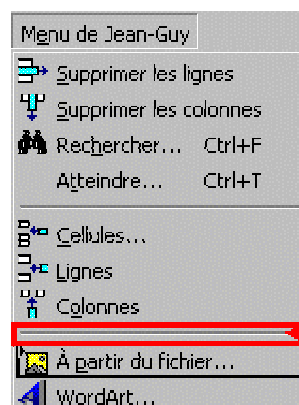 Menu de Jean-Guy
Supprimer les lignes
Supprimer les colonnes
Rechercher... Ctrl+F
Atteindre... Ctrl+T
Cellules...
Lignes
Colonnes
À partir du fichier...
WordArt...